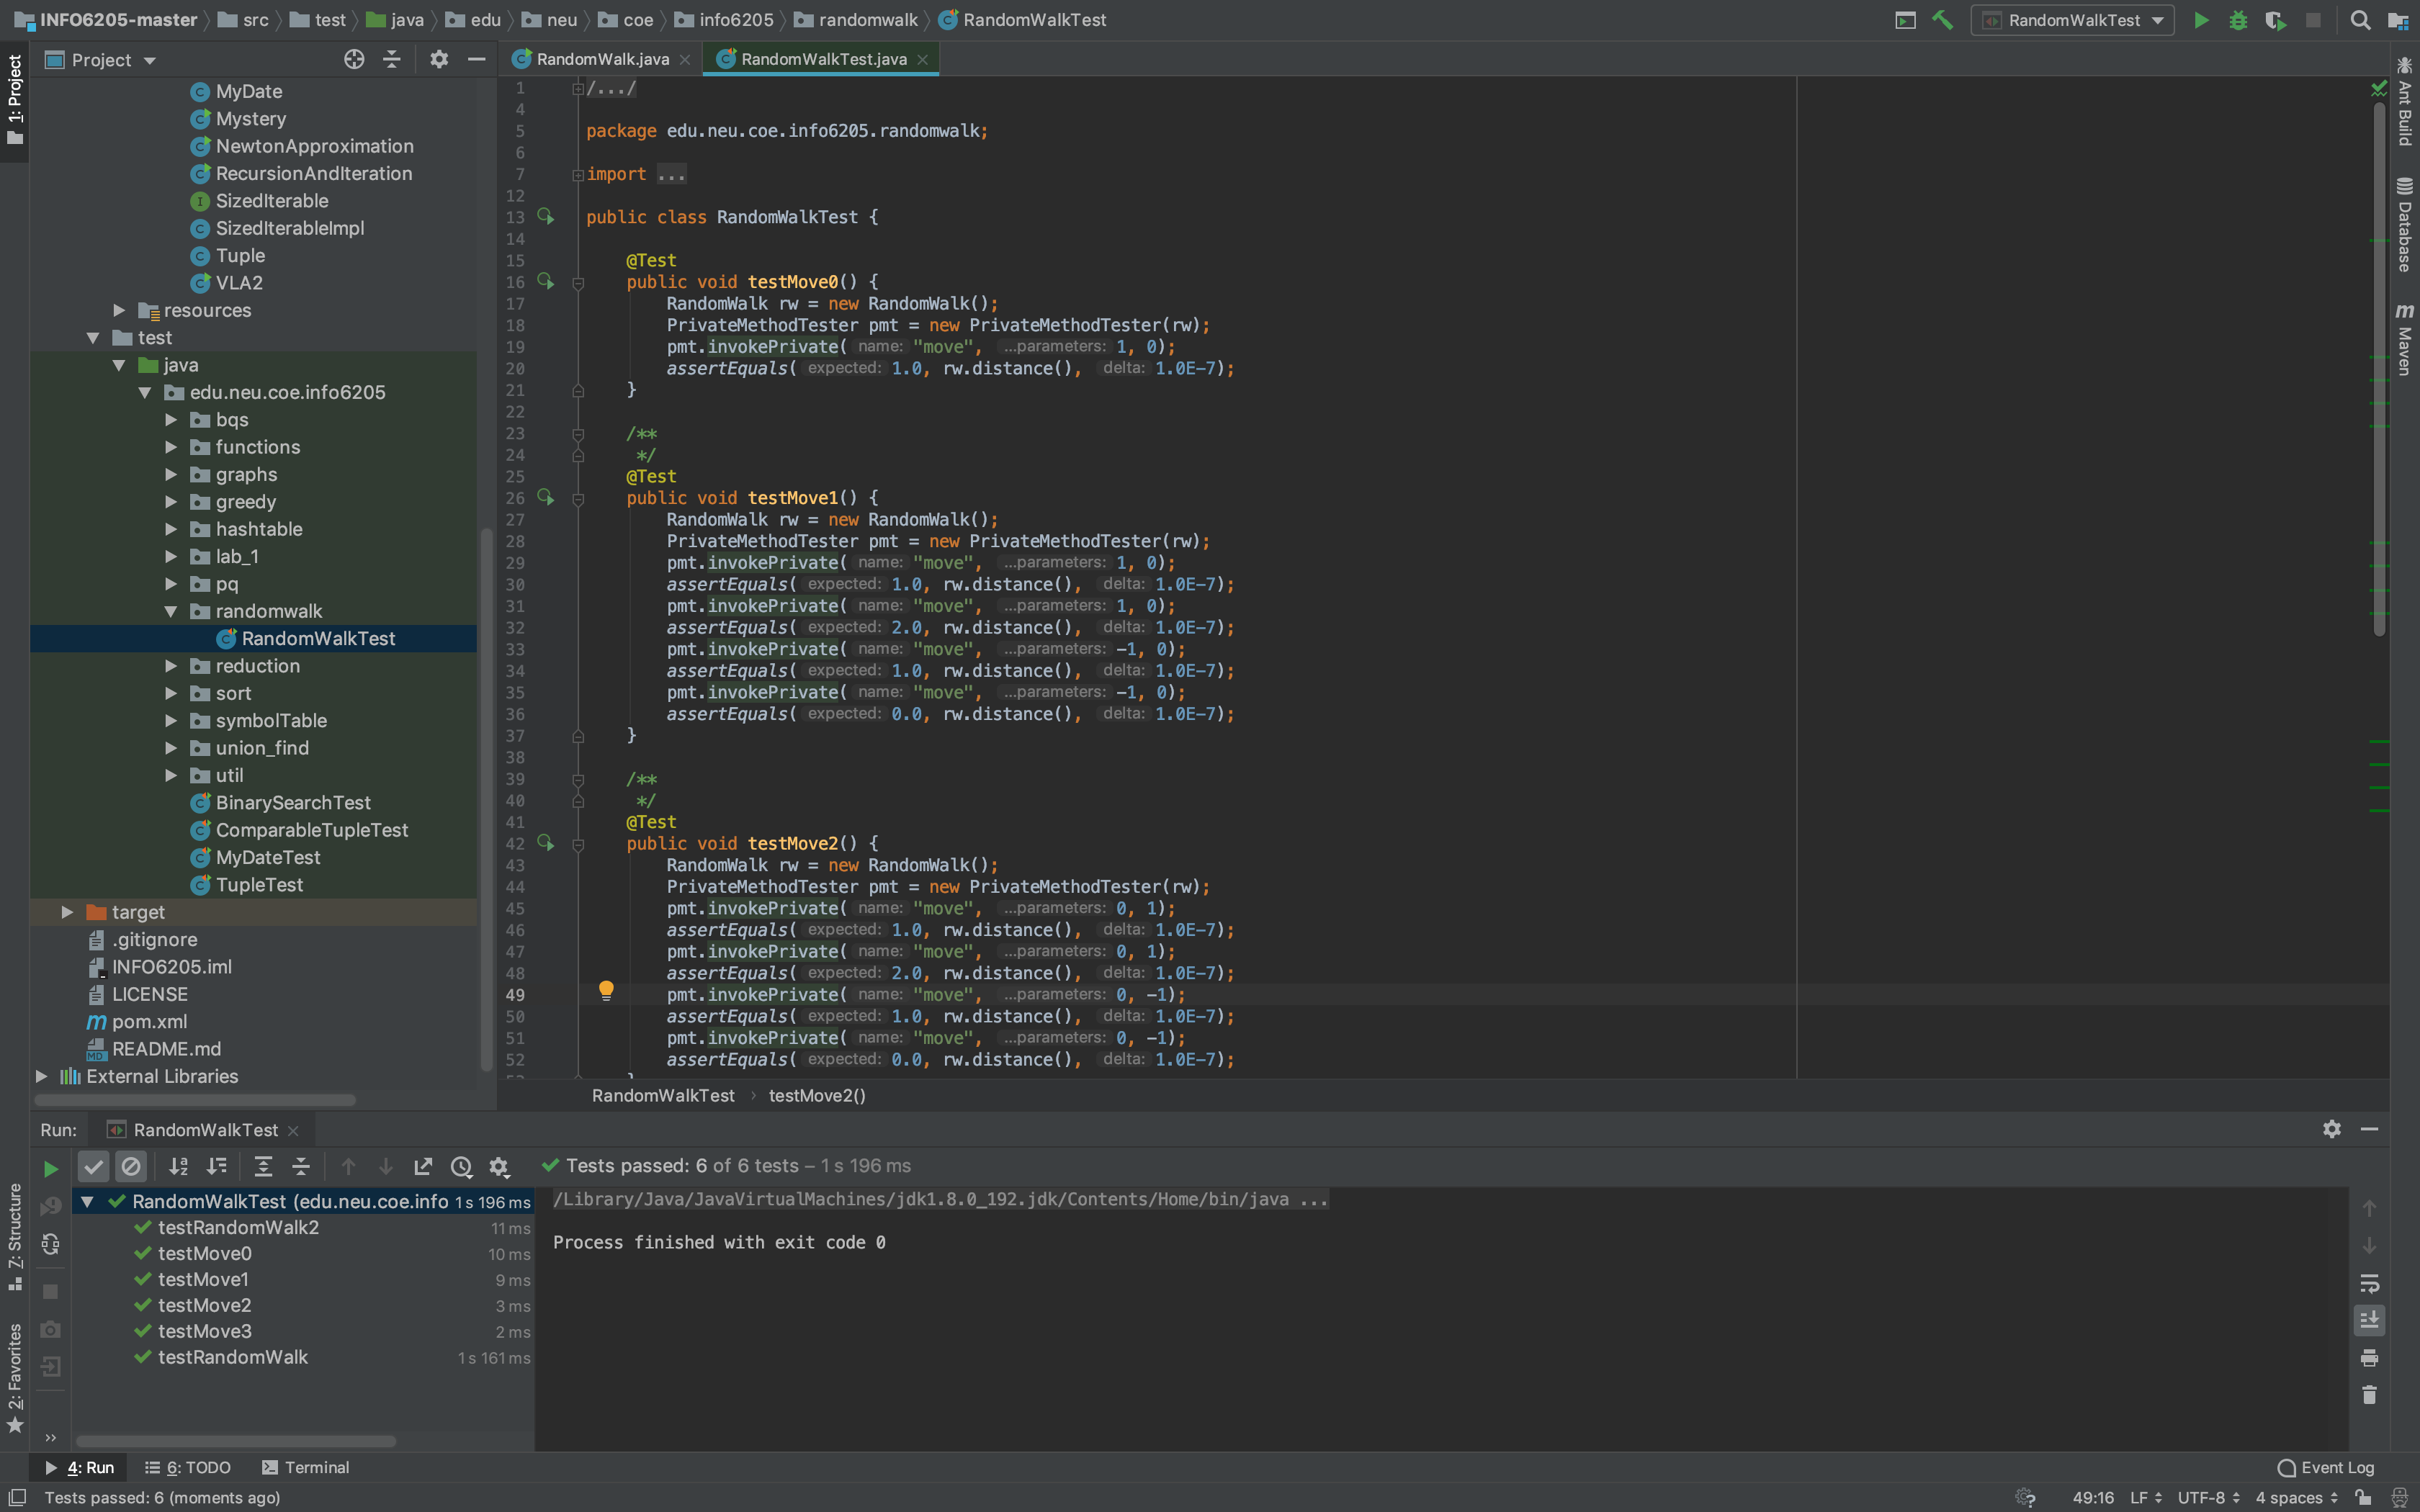 INFO6205-master src test java edu neu coe info6205 randomwalk RandomWalkTest
RandomWalkTest
Project
RandomWalk.java
RandomWalkTest.java
1: Project
MyDate
Mystery
NewtonApproximation
RecursionAndIteration
SizedIterable
SizedIterableImpl
Tuple
VLA2
resources
test
java
edu.neu.coe.info6205
bqs
functions
graphs
greedy
hashtable
lab_1
pq
randomwalk
RandomWalkTest
reduction
sort
symbolTable
union_find
util
BinarySearchTest
ComparableTupleTest
MyDateTest
TupleTest
target
.gitignore
INFO6205.iml
LICENSE
pom.xml
README.md
External Libraries
1 /.../
4
5 package edu.neu.coe.info6205.randomwalk;
6
7 import ...
12
13 public class RandomWalkTest {
14
15 @Test
16 public void testMove0() {
17 RandomWalk rw = new RandomWalk();
18 PrivateMethodTester pmt = new PrivateMethodTester(rw);
19 pmt.invokePrivate( name: "move", ...parameters: 1, 0);
20 assertEquals( expected: 1.0, rw.distance(), delta: 1.0E-7);
21 }
22
23 /**
24 */
25 @Test
26 public void testMove1() {
27 RandomWalk rw = new RandomWalk();
28 PrivateMethodTester pmt = new PrivateMethodTester(rw);
29 pmt.invokePrivate( name: "move", ...parameters: 1, 0);
30 assertEquals( expected: 1.0, rw.distance(), delta: 1.0E-7);
31 pmt.invokePrivate( name: "move", ...parameters: 1, 0);
32 assertEquals( expected: 2.0, rw.distance(), delta: 1.0E-7);
33 pmt.invokePrivate( name: "move", ...parameters: -1, 0);
34 assertEquals( expected: 1.0, rw.distance(), delta: 1.0E-7);
35 pmt.invokePrivate( name: "move", ...parameters: -1, 0);
36 assertEquals( expected: 0.0, rw.distance(), delta: 1.0E-7);
37 }
38
39 /**
40 */
41 @Test
42 public void testMove2() {
43 RandomWalk rw = new RandomWalk();
44 PrivateMethodTester pmt = new PrivateMethodTester(rw);
45 pmt.invokePrivate( name: "move", ...parameters: 0, 1);
46 assertEquals( expected: 1.0, rw.distance(), delta: 1.0E-7);
47 pmt.invokePrivate( name: "move", ...parameters: 0, 1);
48 assertEquals( expected: 2.0, rw.distance(), delta: 1.0E-7);
49 pmt.invokePrivate( name: "move", ...parameters: 0, -1);
50 assertEquals( expected: 1.0, rw.distance(), delta: 1.0E-7);
51 pmt.invokePrivate( name: "move", ...parameters: 0, -1);
52 assertEquals( expected: 0.0, rw.distance(), delta: 1.0E-7);
RandomWalkTest › testMove2()
Ant Build
Database
Maven
Run: RandomWalkTest
Tests passed: 6 of 6 tests – 1 s 196 ms
RandomWalkTest (edu.neu.coe.info 1 s 196 ms
testRandomWalk2 11 ms
testMove0 10 ms
testMove1 9 ms
testMove2 3 ms
testMove3 2 ms
testRandomWalk 1 s 161 ms
/Library/Java/JavaVirtualMachines/jdk1.8.0_192.jdk/Contents/Home/bin/java ...
Process finished with exit code 0
7: Structure
2: Favorites
4: Run 6: TODO Terminal Event Log
Tests passed: 6 (moments ago) 49:16 LF UTF-8 4 spaces